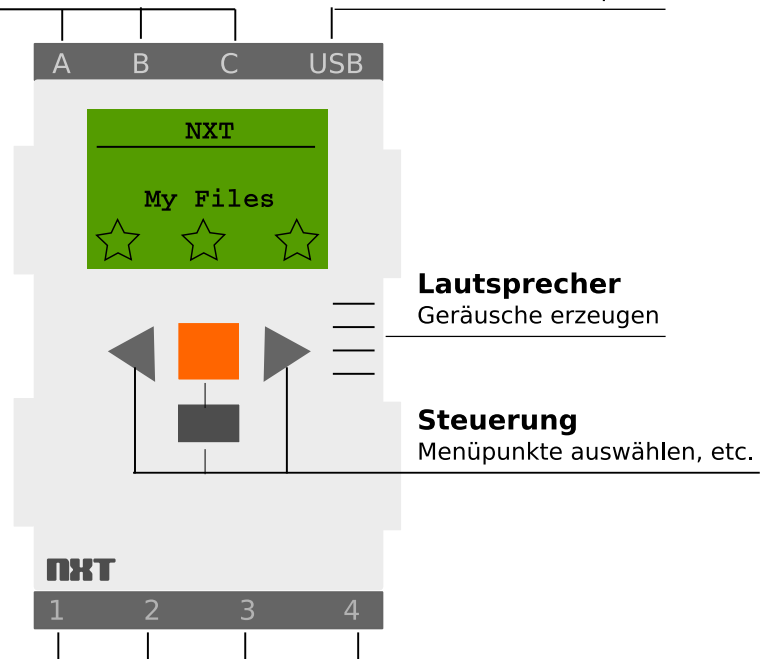 A B C USB
NXT
My Files
Lautsprecher
Geräusche erzeugen
Steuerung
Menüpunkte auswählen, etc.
nxt
1 2 3 4